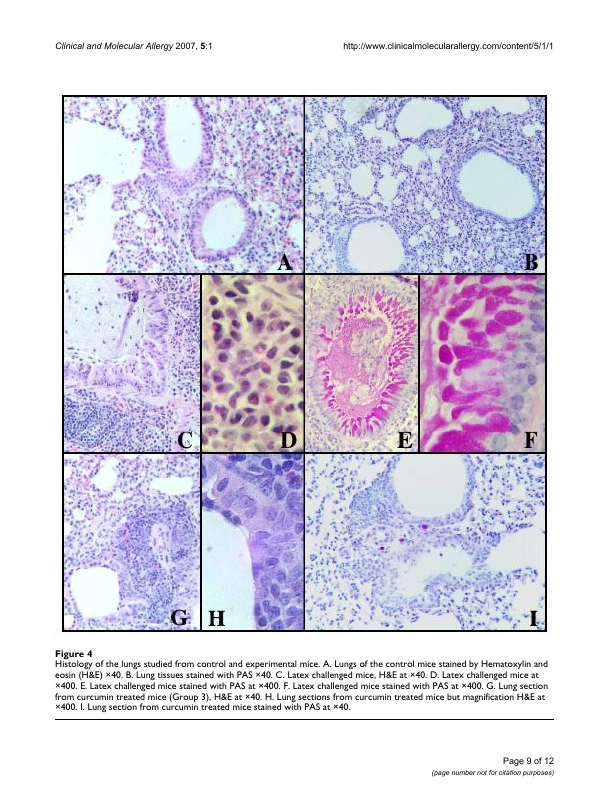 Clinical and Molecular Allergy 2007, 5:1
http://www.clinicalmolecularallergy.com/content/5/1/1
A
B
C
D
E
F
G
H
I
Figure 4
Histology of the lungs studied from control and experimental mice. A. Lungs of the control mice stained by Hematoxylin and
eosin (H&E) ×40. B. Lung tissues stained with PAS ×40. C. Latex challenged mice, H&E at ×40. D. Latex challenged mice at
×400. E. Latex challenged mice stained with PAS at ×400. F. Latex challenged mice stained with PAS at ×400. G. Lung section
from curcumin treated mice (Group 3), H&E at ×40. H. Lung sections from curcumin treated mice but magnification H&E at
×400. I. Lung section from curcumin treated mice stained with PAS at ×40.
Page 9 of 12
(page number not for citation purposes)